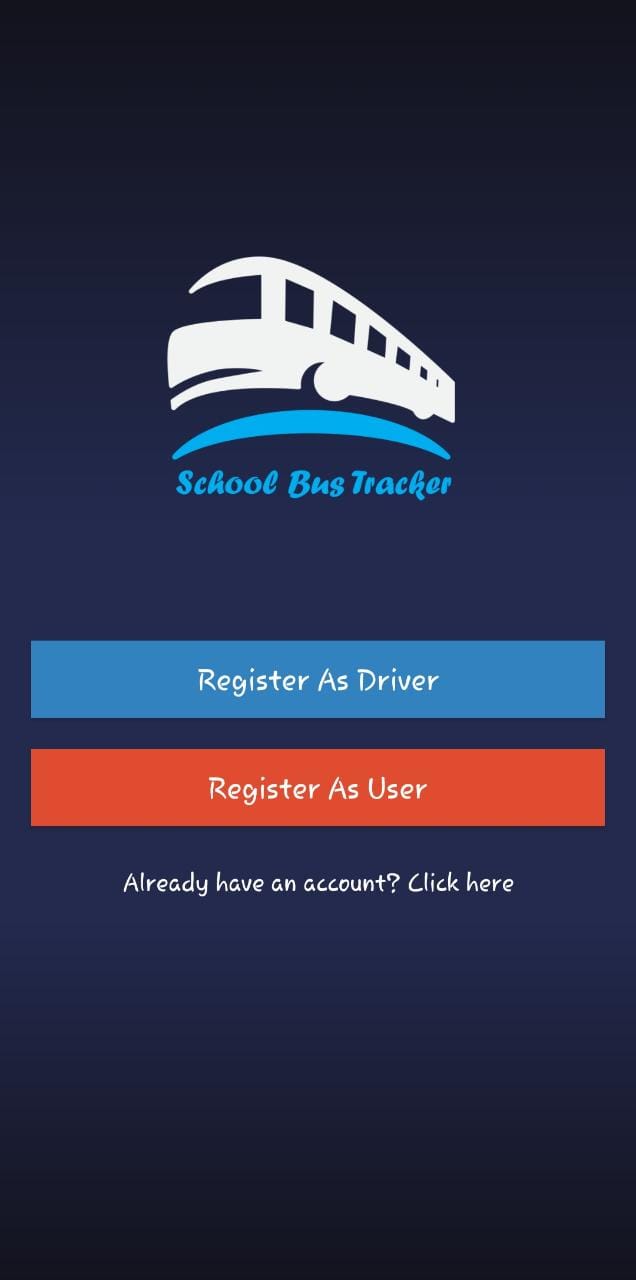 School Bus Tracker
Register As Driver
Register As User
Already have an account? Click here